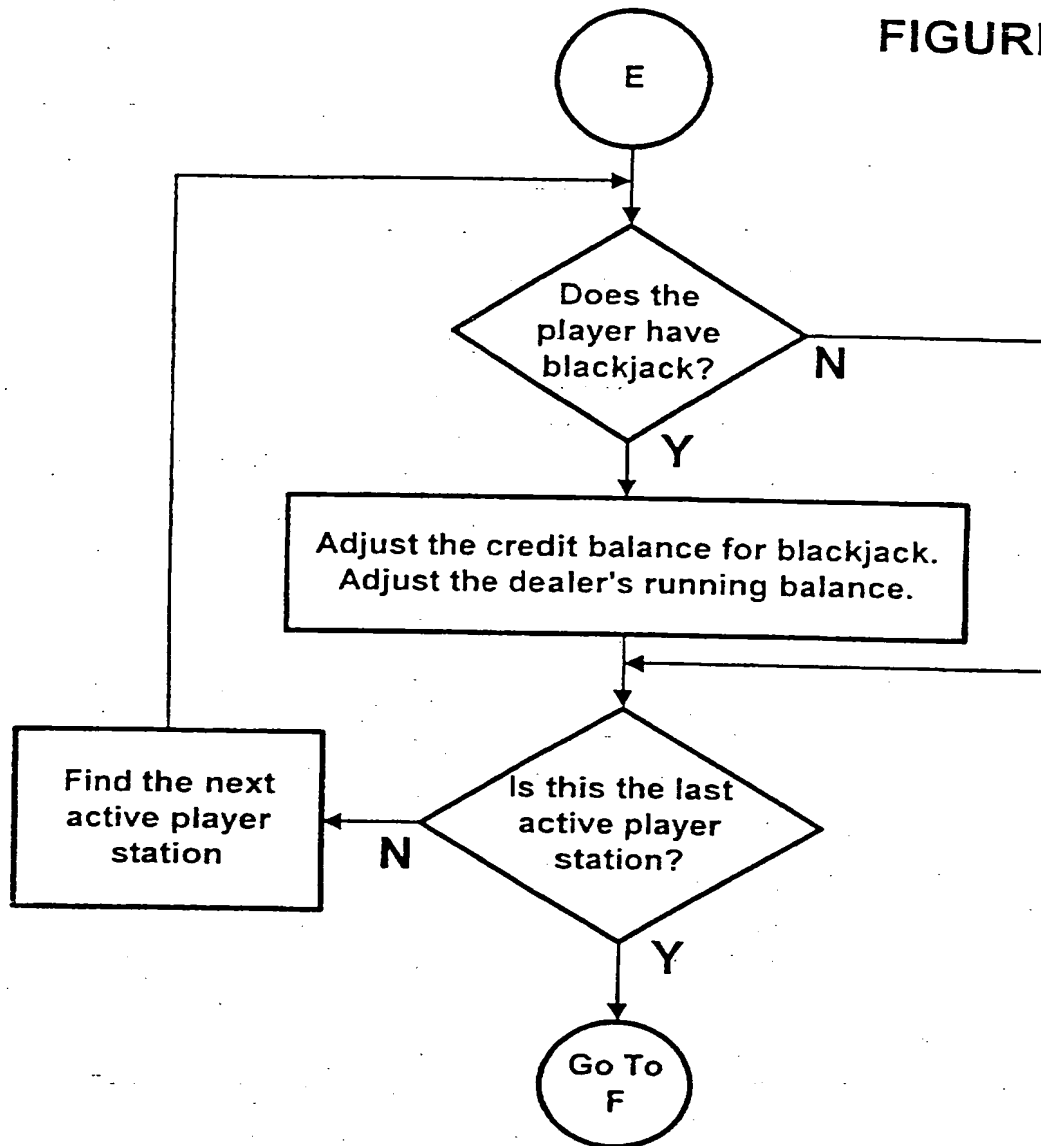 FIGURE
E
Does the
player have
blackjack?
N
Y
Adjust the credit balance for blackjack.
Adjust the dealer's running balance.
Find the next
active player
station
N
Is this the last
active player
station?
Y
Go To
F